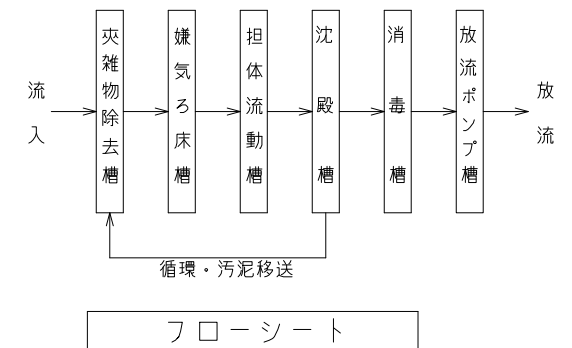 流入
夾雑物除去槽
嫌気ろ床槽
担体流動槽
沈殿槽
消毒槽
放流ポンプ槽
放流
循環・汚泥移送
フローシート